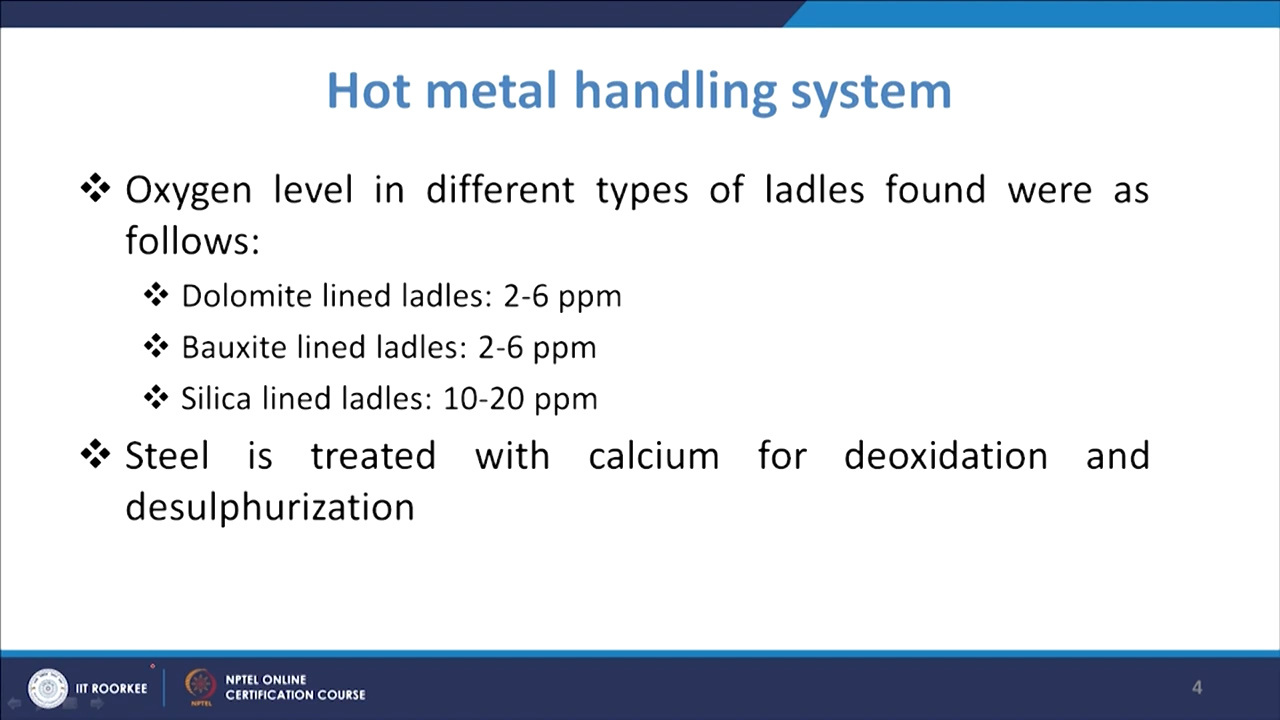 Hot metal handling system
❖ Oxygen level in different types of ladles found were as
follows:
❖ Dolomite lined ladles: 2-6 ppm
❖ Bauxite lined ladles: 2-6 ppm
❖ Silica lined ladles: 10-20 ppm
❖ Steel is treated with calcium for deoxidation and
desulphurization
IIT ROORKEE
NPTEL
NPTEL ONLINE
CERTIFICATION COURSE
4